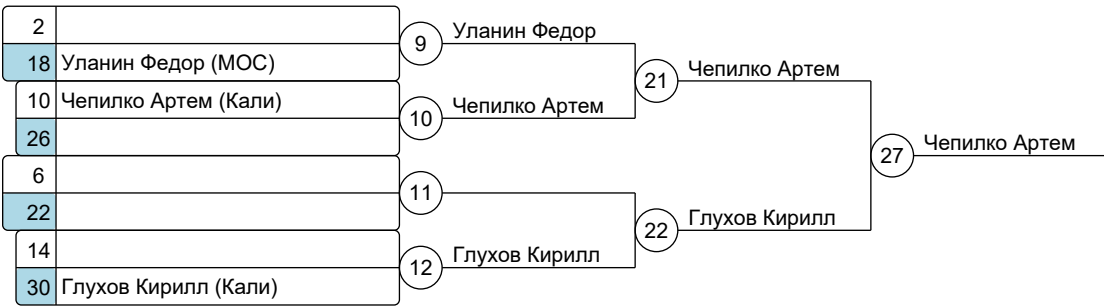 2
18 Уланин Федор (МОС)
10 Чепилко Артем (Кали)
26
6
22
14
30 Глухов Кирилл (Кали)
9 Уланин Федор
10 Чепилко Артем
11
12 Глухов Кирилл
21 Чепилко Артем
22 Глухов Кирилл
27 Чепилко Артем